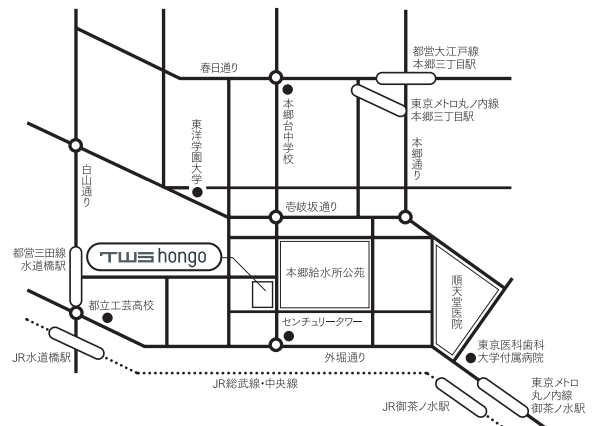 都営大江戸線
本郷三丁目駅
春日通り
東京メトロ丸ノ内線
本郷三丁目駅
本郷台中学校
東洋学園大学
本郷通り
白山通り
壱岐坂通り
都営三田線
水道橋駅
TWS hongo
本郷給水所公苑
順天堂医院
都立工芸高校
センチュリータワー
外堀通り
東京医科歯科
大学付属病院
JR水道橋駅
JR総武線・中央線
東京メトロ
丸ノ内線
御茶ノ水駅
JR御茶ノ水駅